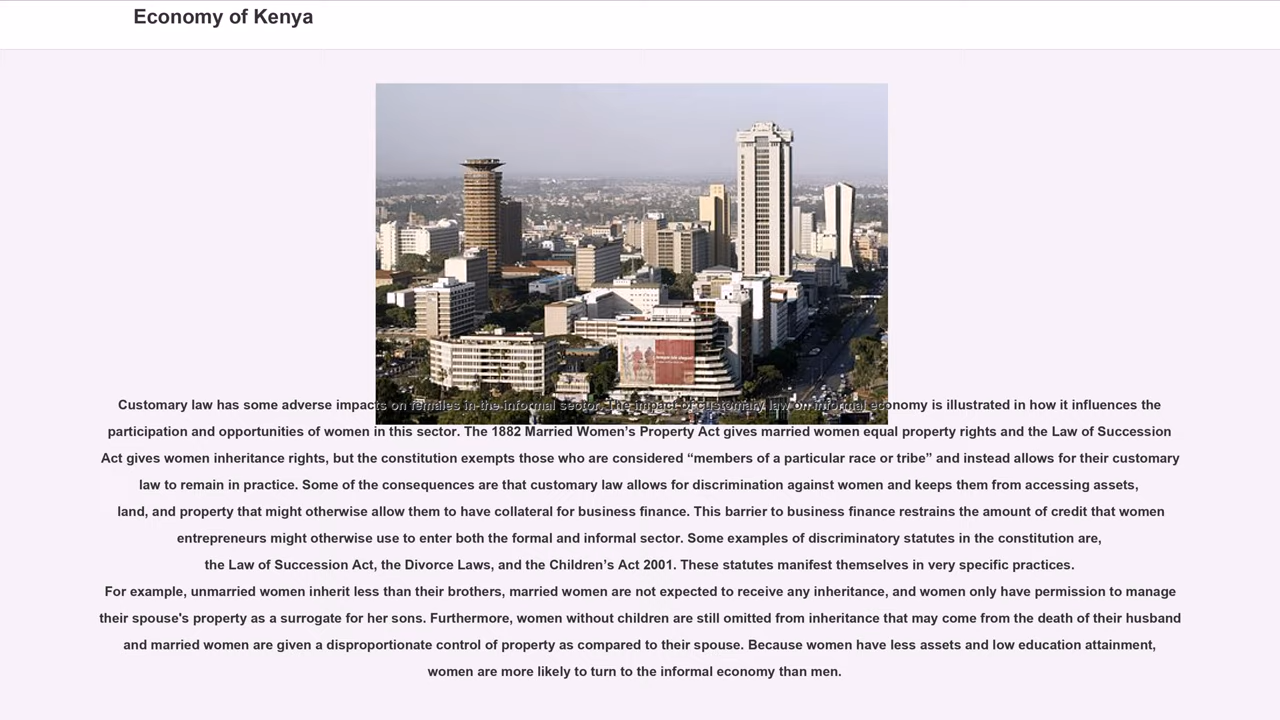 Economy of Kenya
Customary law has some adverse impacts on females in the informal sector. The impact of customary law on informal economy is illustrated in how it influences the
participation and opportunities of women in this sector. The 1882 Married Women’s Property Act gives married women equal property rights and the Law of Succession
Act gives women inheritance rights, but the constitution exempts those who are considered “members of a particular race or tribe” and instead allows for their customary
law to remain in practice. Some of the consequences are that customary law allows for discrimination against women and keeps them from accessing assets,
land, and property that might otherwise allow them to have collateral for business finance. This barrier to business finance restrains the amount of credit that women
entrepreneurs might otherwise use to enter both the formal and informal sector. Some examples of discriminatory statutes in the constitution are,
the Law of Succession Act, the Divorce Laws, and the Children’s Act 2001. These statutes manifest themselves in very specific practices.
For example, unmarried women inherit less than their brothers, married women are not expected to receive any inheritance, and women only have permission to manage
their spouse's property as a surrogate for her sons. Furthermore, women without children are still omitted from inheritance that may come from the death of their husband
and married women are given a disproportionate control of property as compared to their spouse. Because women have less assets and low education attainment,
women are more likely to turn to the informal economy than men.